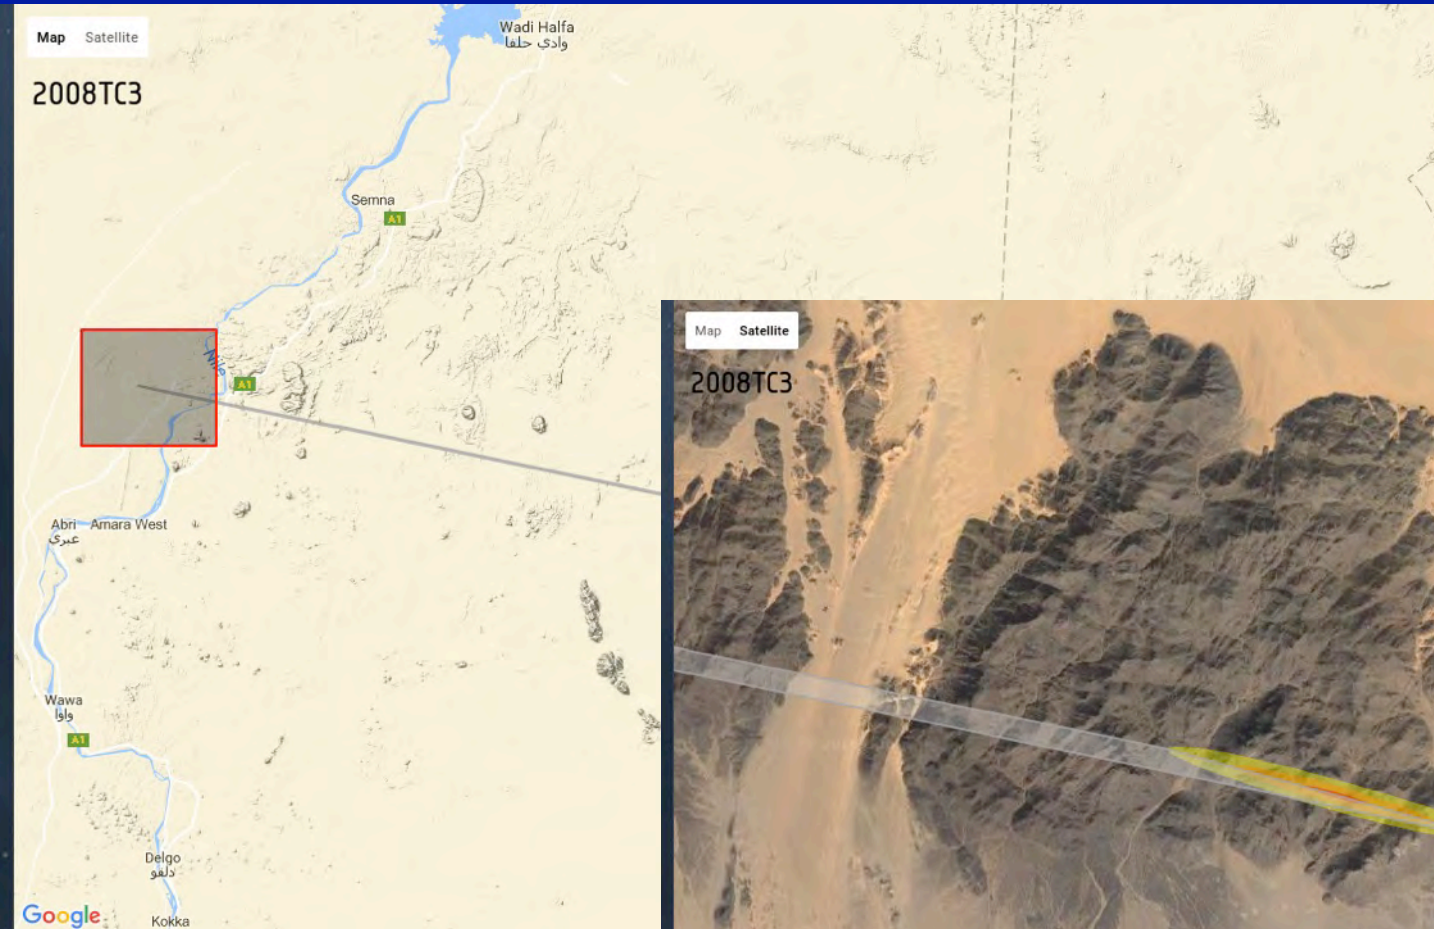 Map Satellite
2008TC3
Wadi Halfa
وادي حلفا
Semna
A1
Nile
A1
Abri Amara West
عبري
Wawa
واوا
A1
Delgo
دلقو
Kokka
Google
Map Satellite
2008TC3